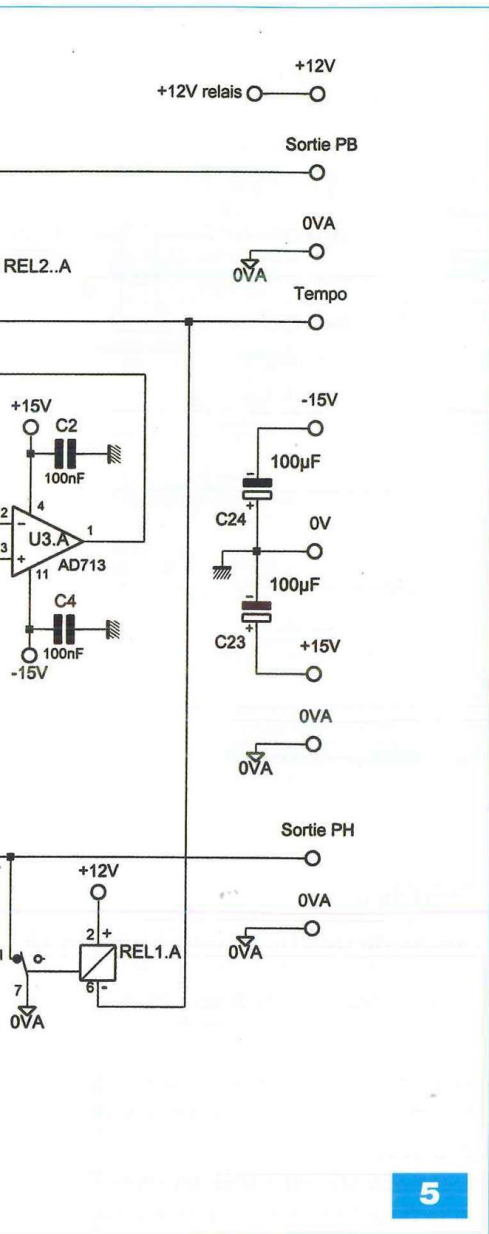 +12V
+12V relais
Sortie PB
0VA
0VA
REL2..A
Tempo
+15V
C2
100nF
-15V
100µF
4
2
-
1
U3.A
3
+
AD713
11
C24
+
0V
-
100µF
C4
100nF
-15V
C23
+
+15V
0VA
0VA
Sortie PH
+12V
0VA
0VA
2 +
REL1.A
7
6 -
0VA
5